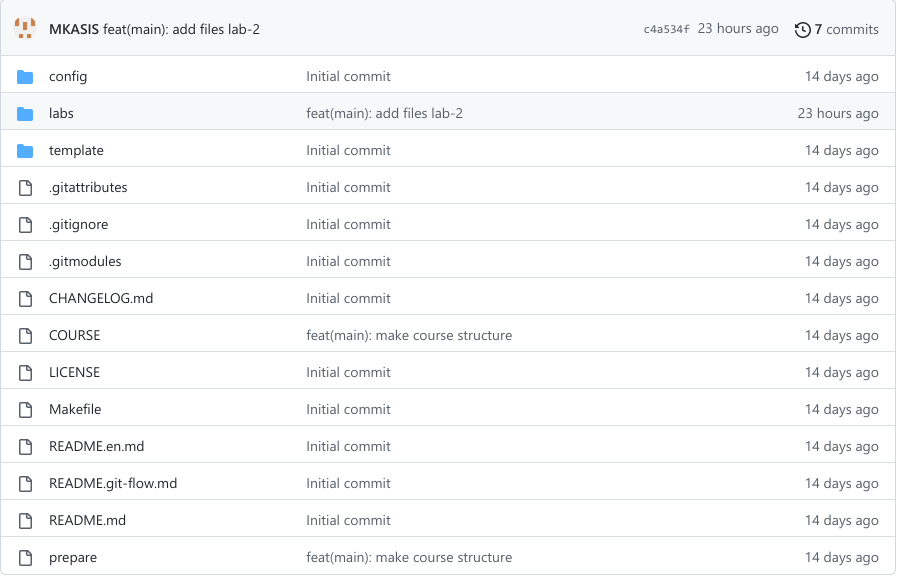 MKASIS feat(main): add files lab-2 c4a534f 23 hours ago 7 commits
config Initial commit 14 days ago
labs feat(main): add files lab-2 23 hours ago
template Initial commit 14 days ago
.gitattributes Initial commit 14 days ago
.gitignore Initial commit 14 days ago
.gitmodules Initial commit 14 days ago
CHANGELOG.md Initial commit 14 days ago
COURSE feat(main): make course structure 14 days ago
LICENSE Initial commit 14 days ago
Makefile Initial commit 14 days ago
README.en.md Initial commit 14 days ago
README.git-flow.md Initial commit 14 days ago
README.md Initial commit 14 days ago
prepare feat(main): make course structure 14 days ago